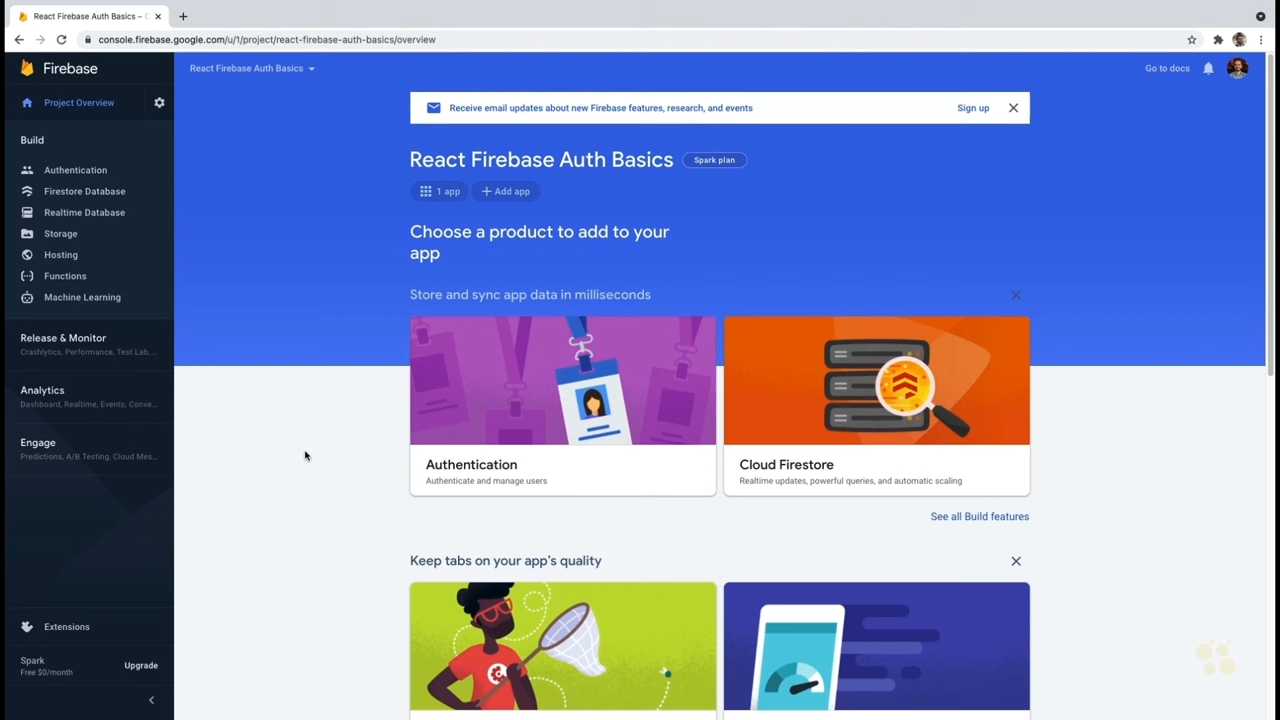 React Firebase Auth Basics – C
console.firebase.google.com/u/1/project/react-firebase-auth-basics/overview
Firebase
React Firebase Auth Basics
Go to docs
Project Overview
Receive email updates about new Firebase features, research, and events
Sign up
Build
Authentication
Firestore Database
Realtime Database
Storage
Hosting
Functions
Machine Learning
Release & Monitor
Crashlytics, Performance, Test Lab, ...
Analytics
Dashboard, Realtime, Events, Conve...
Engage
Predictions, A/B Testing, Cloud Mes...
Extensions
Spark
Free $0/month
Upgrade
React Firebase Auth Basics
Spark plan
1 app
Add app
Choose a product to add to your
app
Store and sync app data in milliseconds
Authentication
Authenticate and manage users
Cloud Firestore
Realtime updates, powerful queries, and automatic scaling
See all Build features
Keep tabs on your app's quality